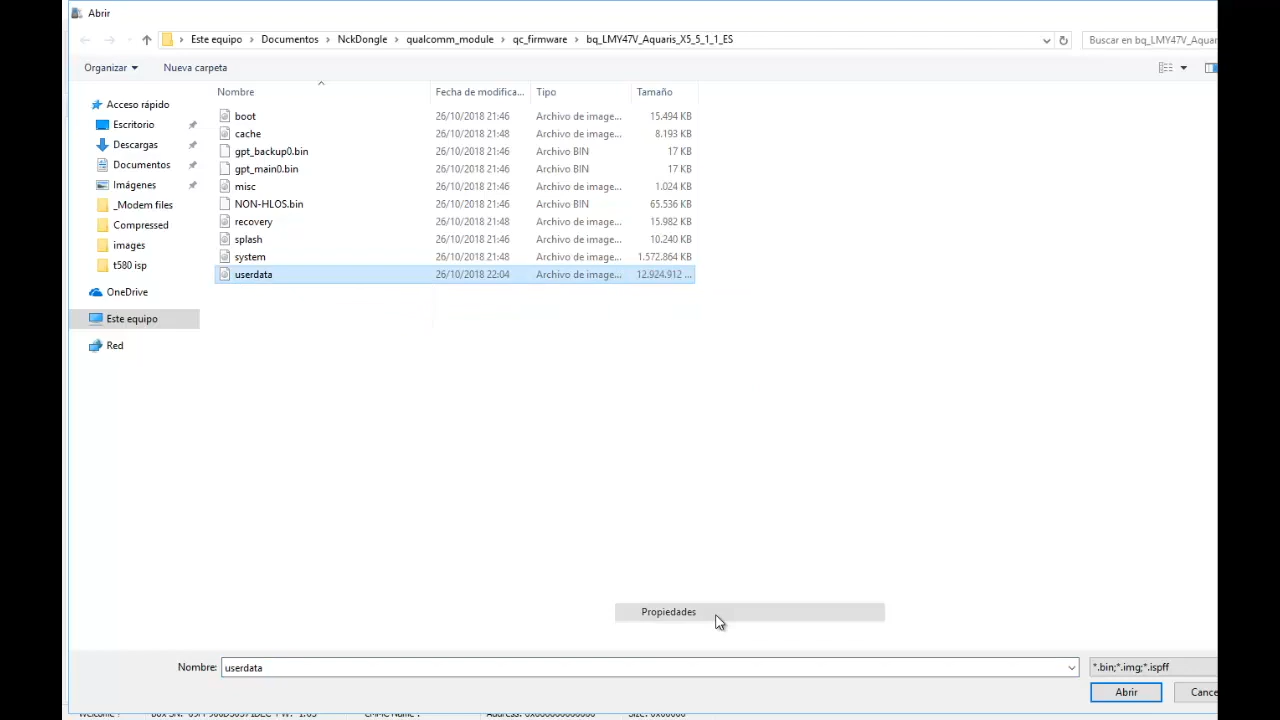 Abrir
Este equipo > Documentos > NckDongle > qualcomm_module > qc_firmware > bq_LMY47V_Aquaris_X5_5_1_1_ES
Buscar en bq_LMY47V_Aquar
Organizar
Nueva carpeta
Nombre Fecha de modifica... Tipo Tamaño
Acceso rápido
Escritorio
Descargas
Documentos
Imágenes
_Modem files
Compressed
images
t580 isp
OneDrive
Este equipo
Red
boot 26/10/2018 21:46 Archivo de image... 15.494 KB
cache 26/10/2018 21:48 Archivo de image... 8.193 KB
gpt_backup0.bin 26/10/2018 21:46 Archivo BIN 17 KB
gpt_main0.bin 26/10/2018 21:46 Archivo BIN 17 KB
misc 26/10/2018 21:46 Archivo de image... 1.024 KB
NON-HLOS.bin 26/10/2018 21:46 Archivo BIN 65.536 KB
recovery 26/10/2018 21:48 Archivo de image... 15.982 KB
splash 26/10/2018 21:46 Archivo de image... 10.240 KB
system 26/10/2018 21:48 Archivo de image... 1.572.864 KB
userdata 26/10/2018 22:04 Archivo de image... 12.924.912 ...
Propiedades
Nombre: userdata
*.bin;*.img;*.ispff
Abrir
Cance